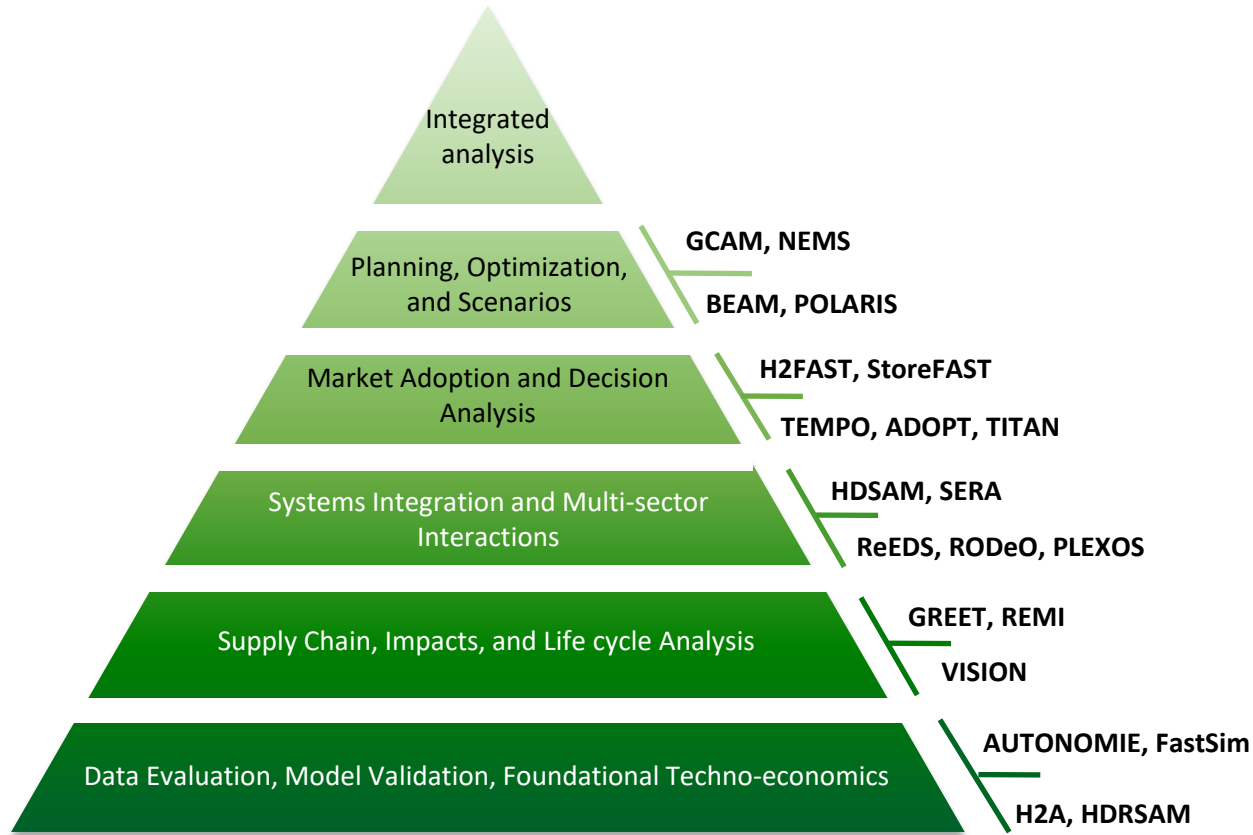 Integrated
analysis
GCAM, NEMS
Planning, Optimization,
and Scenarios
BEAM, POLARIS
H2FAST, StoreFAST
Market Adoption and Decision
Analysis
TEMPO, ADOPT, TITAN
HDSAM, SERA
Systems Integration and Multi-sector
Interactions
ReEDS, RODeO, PLEXOS
GREET, REMI
Supply Chain, Impacts, and Life cycle Analysis
VISION
AUTONOMIE, FastSim
Data Evaluation, Model Validation, Foundational Techno-economics
H2A, HDRSAM